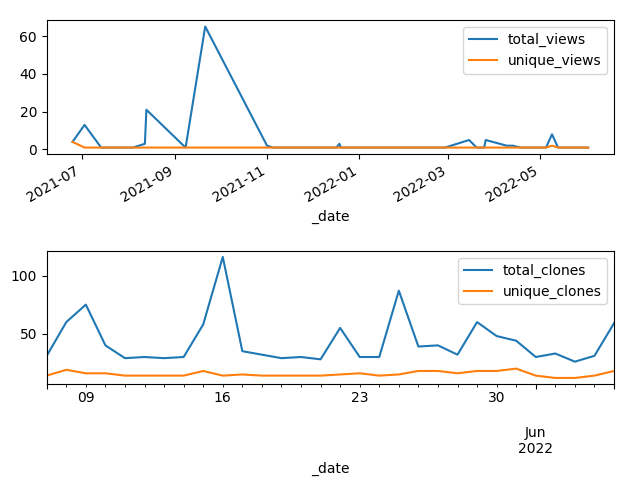 60
40
20
0
total_views
unique_views
2021-07
2021-09
2021-11
2022-01
2022-03
2022-05
_date
100
50
total_clones
unique_clones
09
16
23
30
Jun
2022
_date